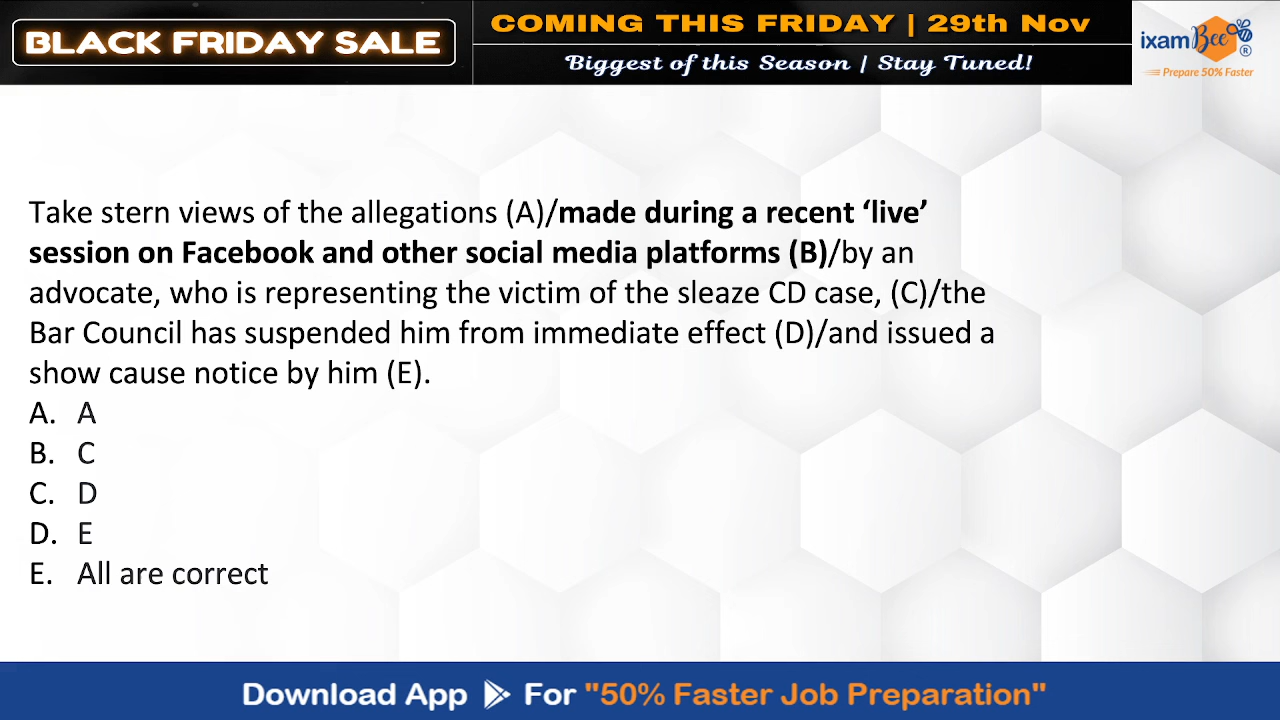 BLACK FRIDAY SALE
COMING THIS FRIDAY | 29th Nov
Biggest of this Season | Stay Tuned!
ixamBee®
Prepare 50% Faster
Take stern views of the allegations (A)/made during a recent ‘live’
session on Facebook and other social media platforms (B)/by an
advocate, who is representing the victim of the sleaze CD case, (C)/the
Bar Council has suspended him from immediate effect (D)/and issued a
show cause notice by him (E).
A. A
B. C
C. D
D. E
E. All are correct
Download App For "50% Faster Job Preparation"